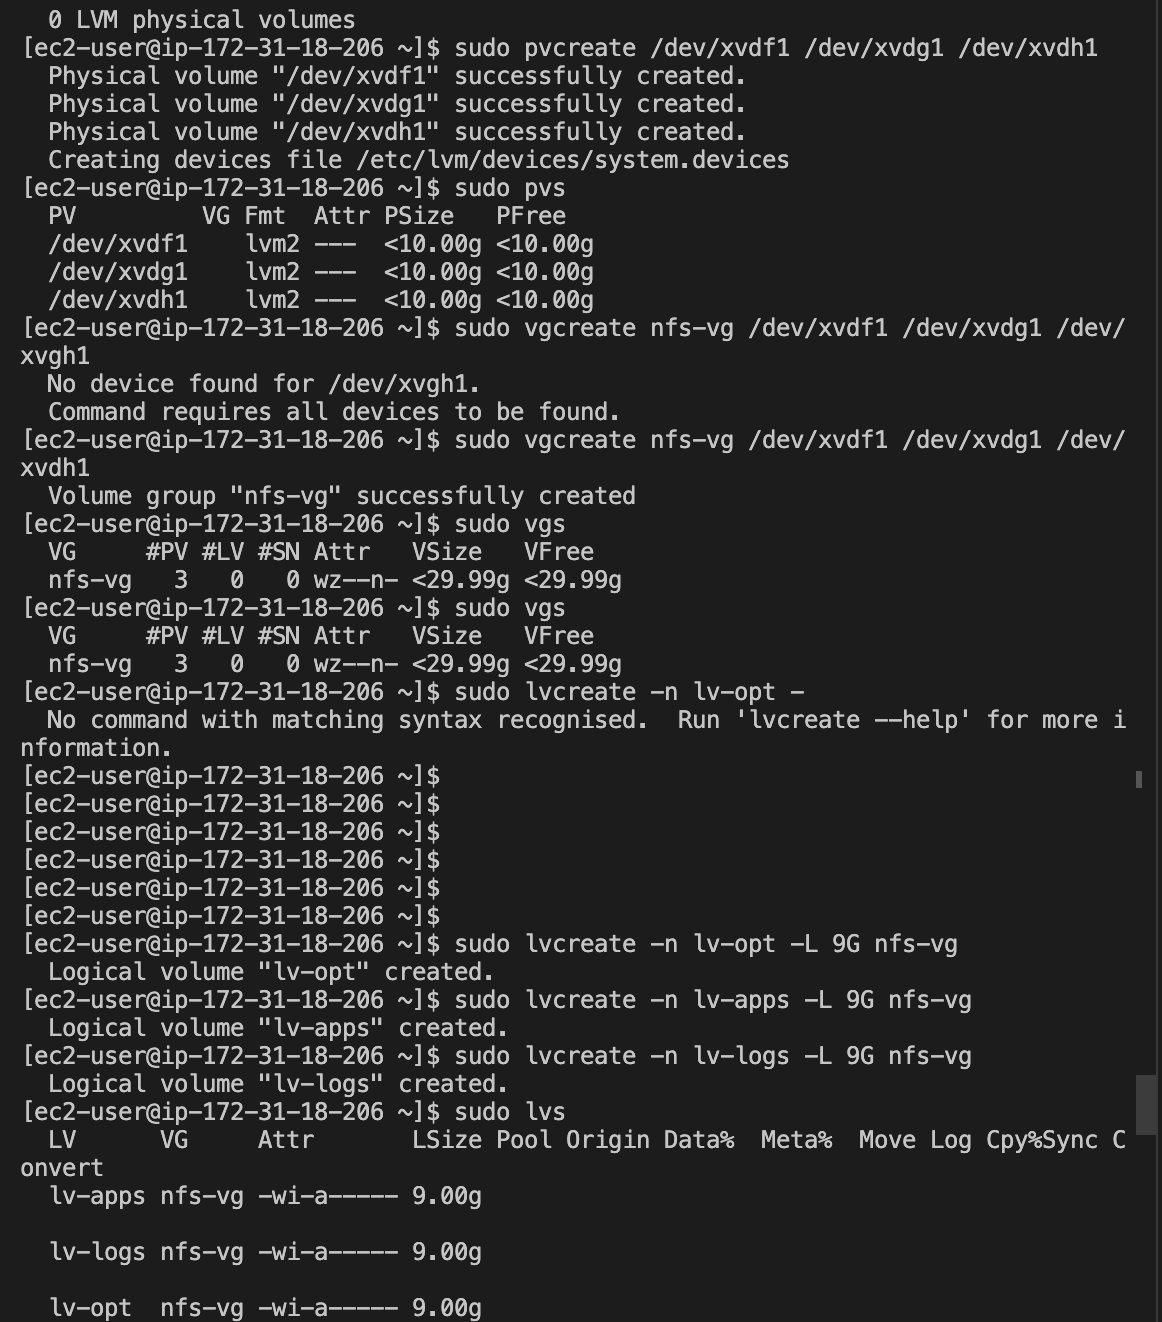 0 LVM physical volumes
[ec2-user@ip-172-31-18-206 ~]$ sudo pvcreate /dev/xvdf1 /dev/xvdg1 /dev/xvdh1
  Physical volume "/dev/xvdf1" successfully created.
  Physical volume "/dev/xvdg1" successfully created.
  Physical volume "/dev/xvdh1" successfully created.
  Creating devices file /etc/lvm/devices/system.devices
[ec2-user@ip-172-31-18-206 ~]$ sudo pvs
  PV         VG Fmt  Attr PSize   PFree
  /dev/xvdf1    lvm2 ---  <10.00g <10.00g
  /dev/xvdg1    lvm2 ---  <10.00g <10.00g
  /dev/xvdh1    lvm2 ---  <10.00g <10.00g
[ec2-user@ip-172-31-18-206 ~]$ sudo vgcreate nfs-vg /dev/xvdf1 /dev/xvdg1 /dev/
xvgh1
  No device found for /dev/xvgh1.
  Command requires all devices to be found.
[ec2-user@ip-172-31-18-206 ~]$ sudo vgcreate nfs-vg /dev/xvdf1 /dev/xvdg1 /dev/
xvdh1
  Volume group "nfs-vg" successfully created
[ec2-user@ip-172-31-18-206 ~]$ sudo vgs
  VG     #PV #LV #SN Attr   VSize   VFree
  nfs-vg   3   0   0 wz--n- <29.99g <29.99g
[ec2-user@ip-172-31-18-206 ~]$ sudo vgs
  VG     #PV #LV #SN Attr   VSize   VFree
  nfs-vg   3   0   0 wz--n- <29.99g <29.99g
[ec2-user@ip-172-31-18-206 ~]$ sudo lvcreate -n lv-opt -
  No command with matching syntax recognised.  Run 'lvcreate --help' for more i
nformation.
[ec2-user@ip-172-31-18-206 ~]$
[ec2-user@ip-172-31-18-206 ~]$
[ec2-user@ip-172-31-18-206 ~]$
[ec2-user@ip-172-31-18-206 ~]$
[ec2-user@ip-172-31-18-206 ~]$
[ec2-user@ip-172-31-18-206 ~]$
[ec2-user@ip-172-31-18-206 ~]$ sudo lvcreate -n lv-opt -L 9G nfs-vg
  Logical volume "lv-opt" created.
[ec2-user@ip-172-31-18-206 ~]$ sudo lvcreate -n lv-apps -L 9G nfs-vg
  Logical volume "lv-apps" created.
[ec2-user@ip-172-31-18-206 ~]$ sudo lvcreate -n lv-logs -L 9G nfs-vg
  Logical volume "lv-logs" created.
[ec2-user@ip-172-31-18-206 ~]$ sudo lvs
  LV      VG     Attr       LSize Pool Origin Data%  Meta%  Move Log Cpy%Sync C
onvert
  lv-apps nfs-vg -wi-a----- 9.00g
  lv-logs nfs-vg -wi-a----- 9.00g
  lv-opt  nfs-vg -wi-a----- 9.00g